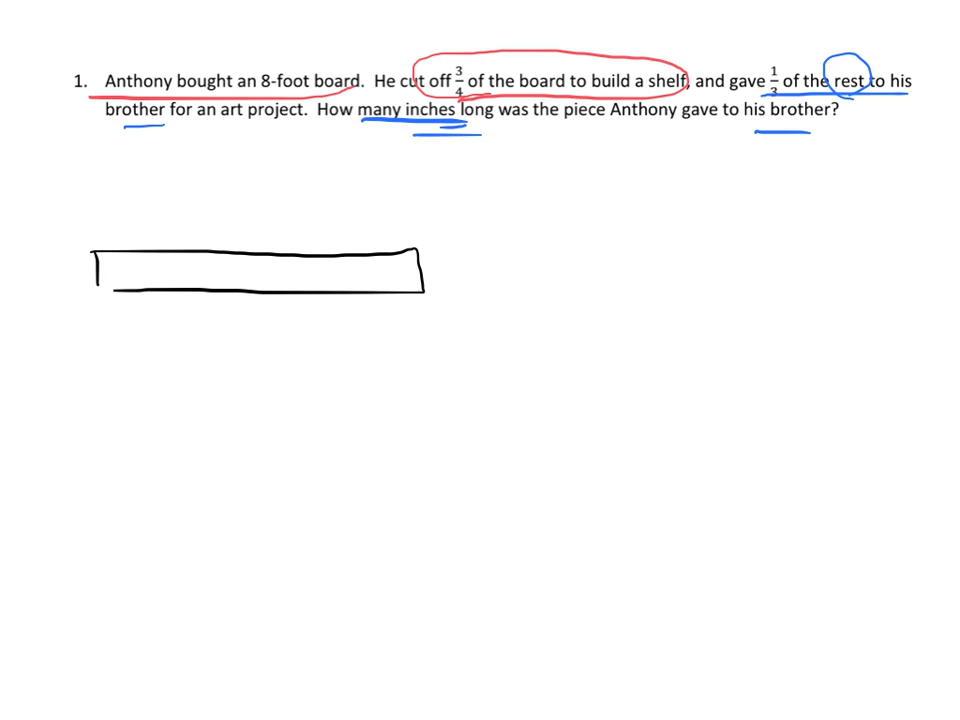 1. Anthony bought an 8-foot board. He cut off 3/4 of the board to build a shelf, and gave 1/3 of the rest to his
brother for an art project. How many inches long was the piece Anthony gave to his brother?